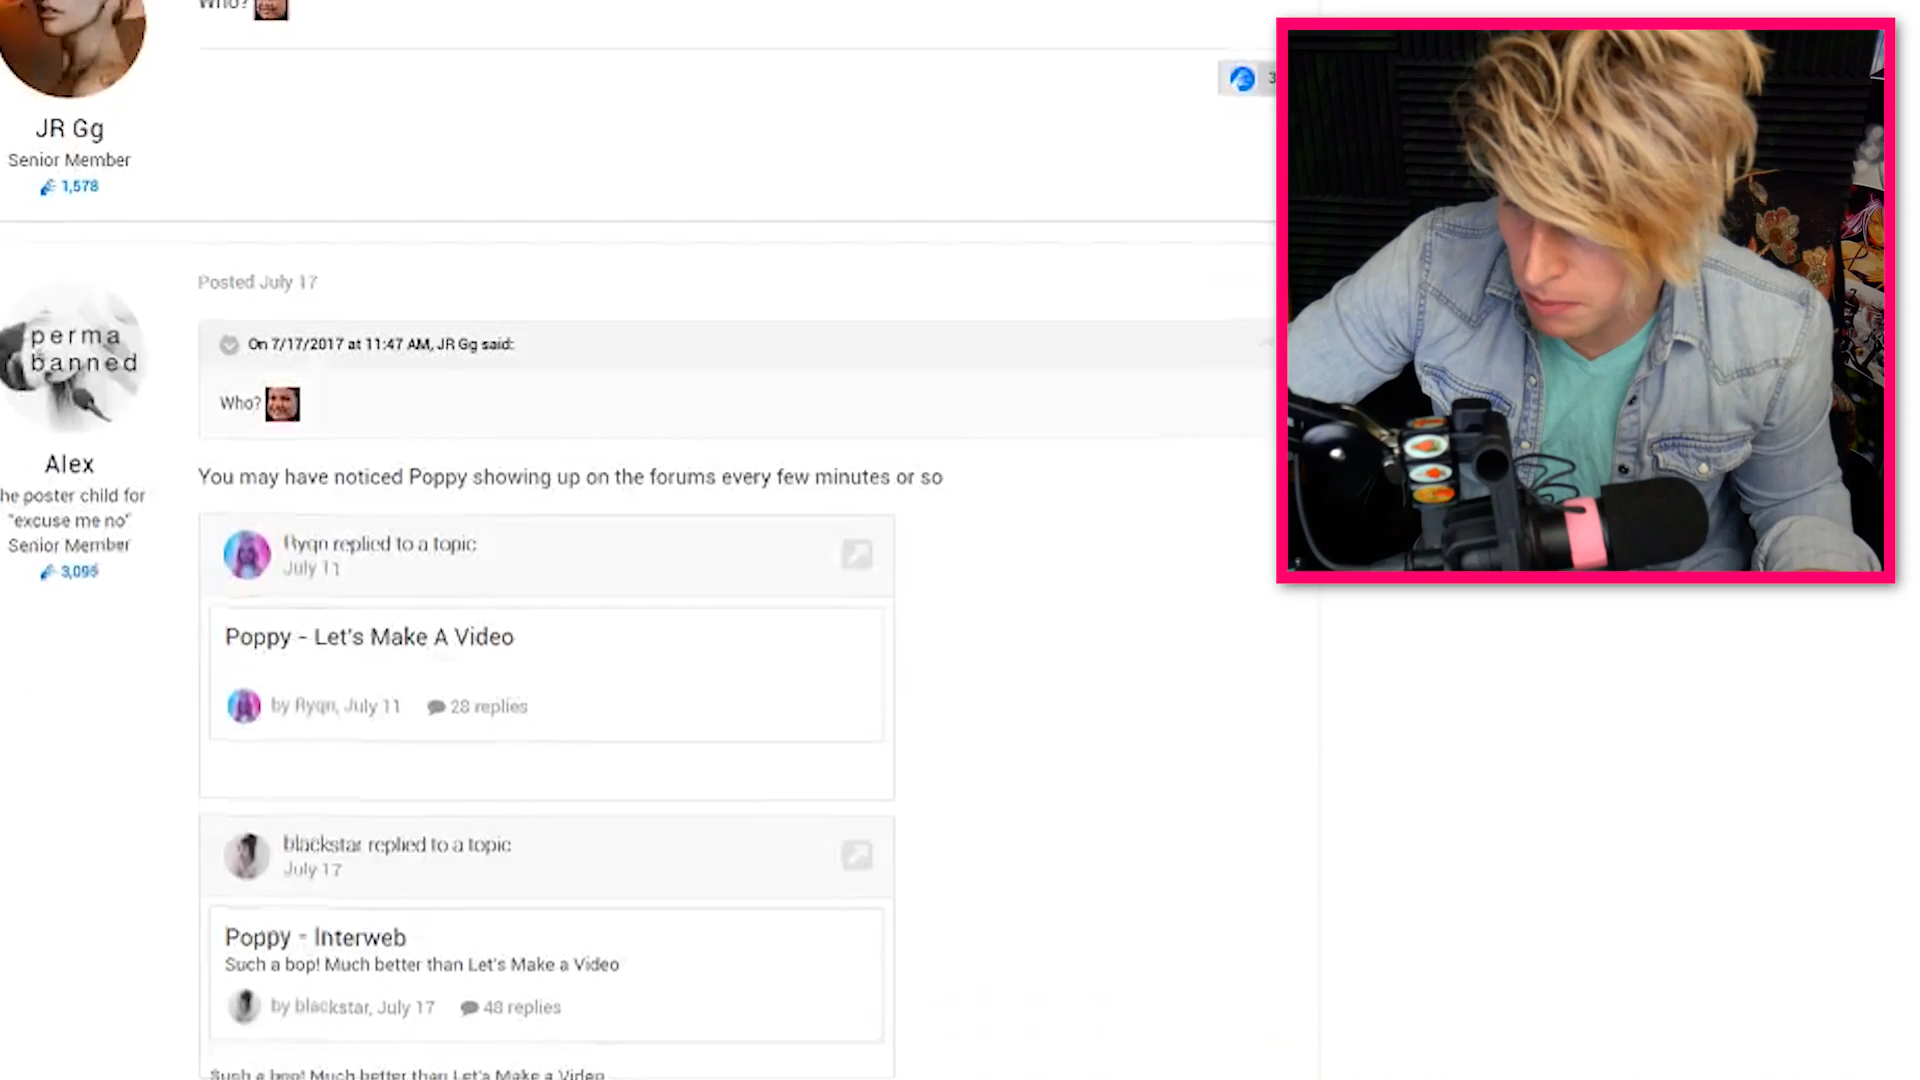 Who?
3
JR Gg
Senior Member
1,578
Posted July 17
perma
banned
On 7/17/2017 at 11:47 AM, JR Gg said:
Who?
Alex
he poster child for
"excuse me no"
Senior Member
You may have noticed Poppy showing up on the forums every few minutes or so
Ryqn replied to a topic
July 11
Poppy - Let's Make A Video
by Ryqn, July 11 28 replies
blackstar replied to a topic
July 17
Poppy - Interweb
Such a bop! Much better than Let's Make a Video
by blackstar, July 17 48 replies
Such a bop! Much better than Let's Make a Video